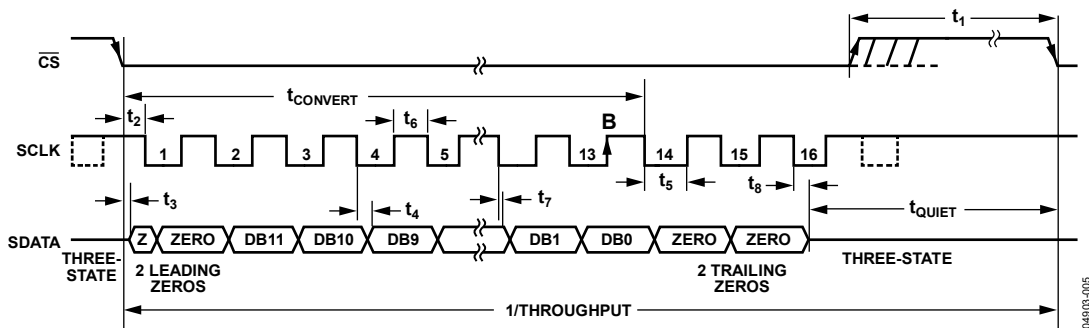 t1
CS
tCONVERT
t2
t6
B
SCLK
1 2 3 4 5 13 14 15 16
t3
t4
t7
t5
t8
tQUIET
SDATA
Z ZERO DB11 DB10 DB9 DB1 DB0 ZERO ZERO
THREE-
STATE
2 LEADING
ZEROS
2 TRAILING
ZEROS
THREE-STATE
1/THROUGHPUT
04903-005